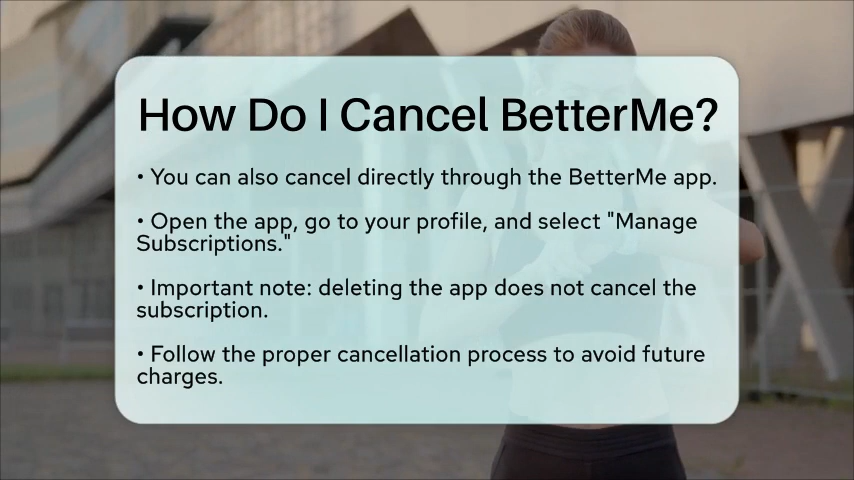 How Do I Cancel BetterMe?
• You can also cancel directly through the BetterMe app.
• Open the app, go to your profile, and select "Manage
Subscriptions."
• Important note: deleting the app does not cancel the
subscription.
• Follow the proper cancellation process to avoid future
charges.